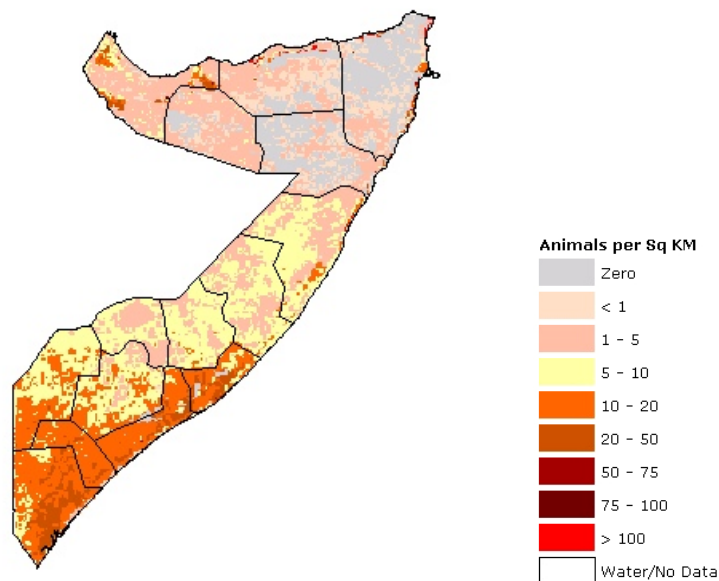 Animals per Sq KM
Zero
< 1
1 - 5
5 - 10
10 - 20
20 - 50
50 - 75
75 - 100
> 100
Water/No Data